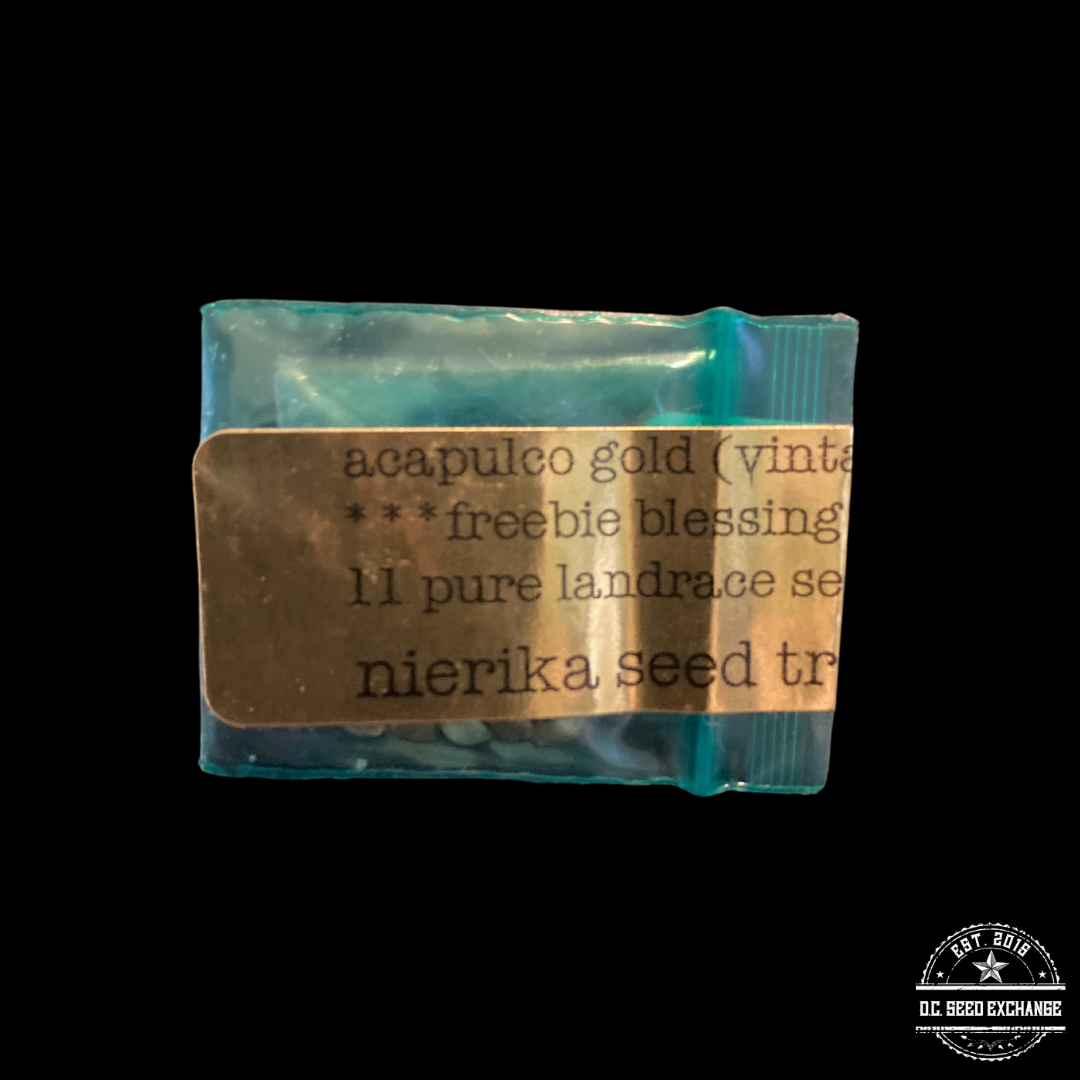 acapulco gold (vinta
***freebie blessing
11 pure landrace se
nierika seed tr
EST. 2018
D.C. SEED EXCHANGE